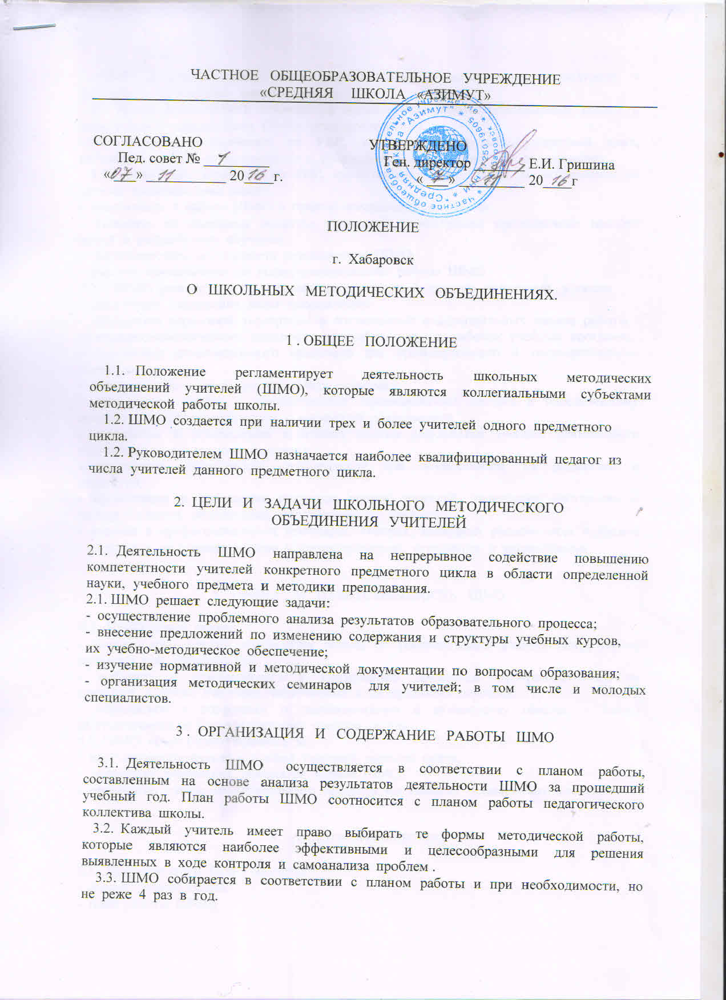 ЧАСТНОЕ ОБЩЕОБРАЗОВАТЕЛЬНОЕ УЧРЕЖДЕНИЕ
«СРЕДНЯЯ ШКОЛА «АЗИМУТ»
СОГЛАСОВАНО
Пед. совет № 1
«07» 11 2016г.
УТВЕРЖДЕНО
Ген. директор Е.И. Гришина
«7» 11 2016г
ПОЛОЖЕНИЕ
г. Хабаровск
О ШКОЛЬНЫХ МЕТОДИЧЕСКИХ ОБЪЕДИНЕНИЯХ.
1 . ОБЩЕЕ ПОЛОЖЕНИЕ
1.1. Положение регламентирует деятельность школьных методических
объединений учителей (ШМО), которые являются коллегиальными субъектами
методической работы школы.
1.2. ШМО создается при наличии трех и более учителей одного предметного
цикла.
1.2. Руководителем ШМО назначается наиболее квалифицированный педагог из
числа учителей данного предметного цикла.
2. ЦЕЛИ И ЗАДАЧИ ШКОЛЬНОГО МЕТОДИЧЕСКОГО
ОБЪЕДИНЕНИЯ УЧИТЕЛЕЙ
2.1. Деятельность ШМО направлена на непрерывное содействие повышению
компетентности учителей конкретного предметного цикла в области определенной
науки, учебного предмета и методики преподавания.
2.1. ШМО решает следующие задачи:
- осуществление проблемного анализа результатов образовательного процесса;
- внесение предложений по изменению содержания и структуры учебных курсов,
их учебно-методическое обеспечение;
- изучение нормативной и методической документации по вопросам образования;
- организация методических семинаров для учителей; в том числе и молодых
специалистов.
3 . ОРГАНИЗАЦИЯ И СОДЕРЖАНИЕ РАБОТЫ ШМО
3.1. Деятельность ШМО осуществляется в соответствии с планом работы,
составленным на основе анализа результатов деятельности ШМО за прошедший
учебный год. План работы ШМО соотносится с планом работы педагогического
коллектива школы.
3.2. Каждый учитель имеет право выбирать те формы методической работы,
которые являются наиболее эффективными и целесообразными для решения
выявленных в ходе контроля и самоанализа проблем .
3.3. ШМО собирается в соответствии с планом работы и при необходимости, но
не реже 4 раз в год.